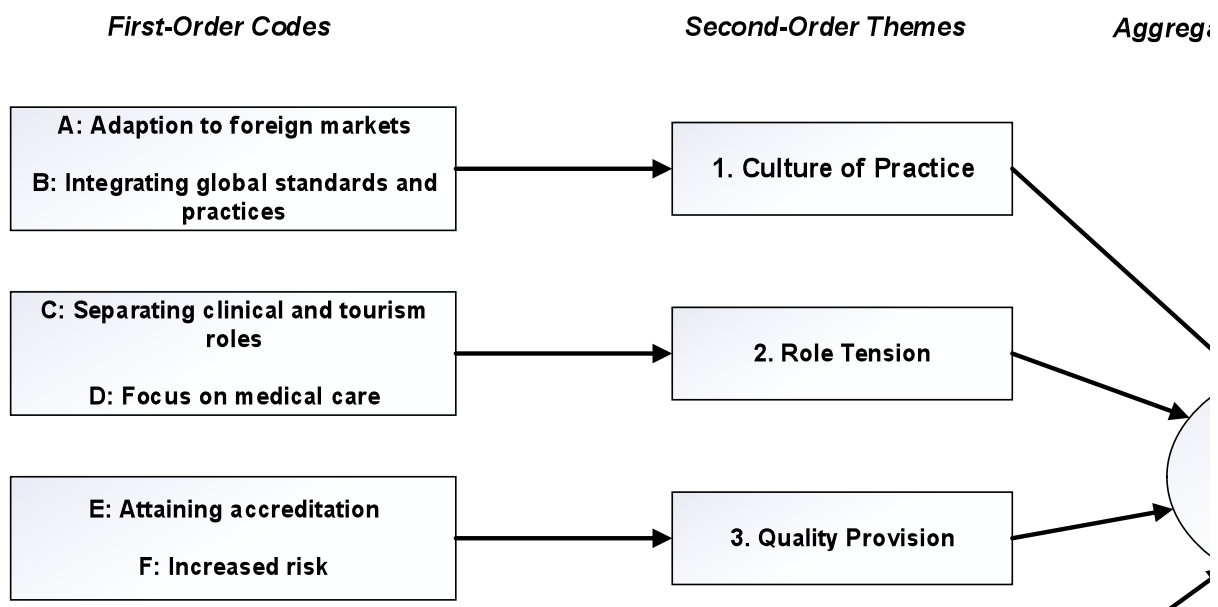 First-Order Codes
Second-Order Themes
A: Adaption to foreign markets
B: Integrating global standards and
practices
1. Culture of Practice
C: Separating clinical and tourism
roles
D: Focus on medical care
2. Role Tension
E: Attaining accreditation
F: Increased risk
3. Quality Provision